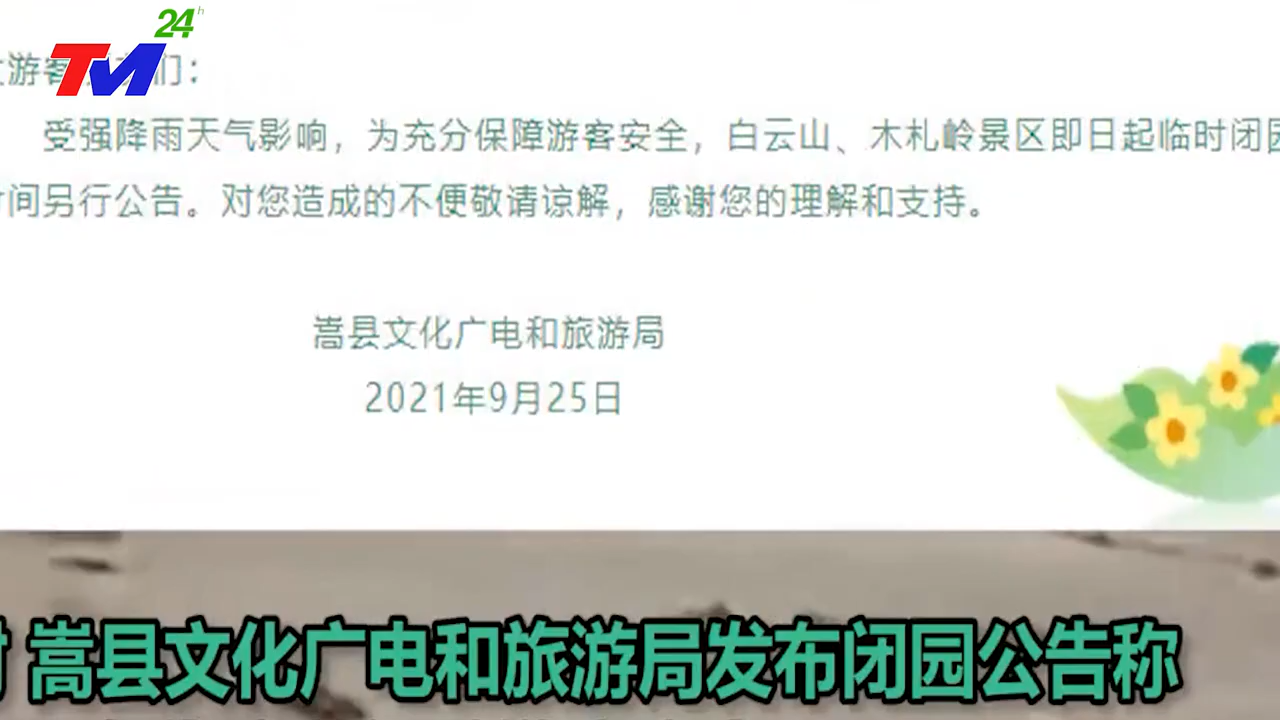 TM 24h
游客们：
受强降雨天气影响，为充分保障游客安全，白云山、木札岭景区即日起临时闭园
间另行公告。对您造成的不便敬请谅解，感谢您的理解和支持。
嵩县文化广电和旅游局
2021年9月25日
嵩县文化广电和旅游局发布闭园公告称